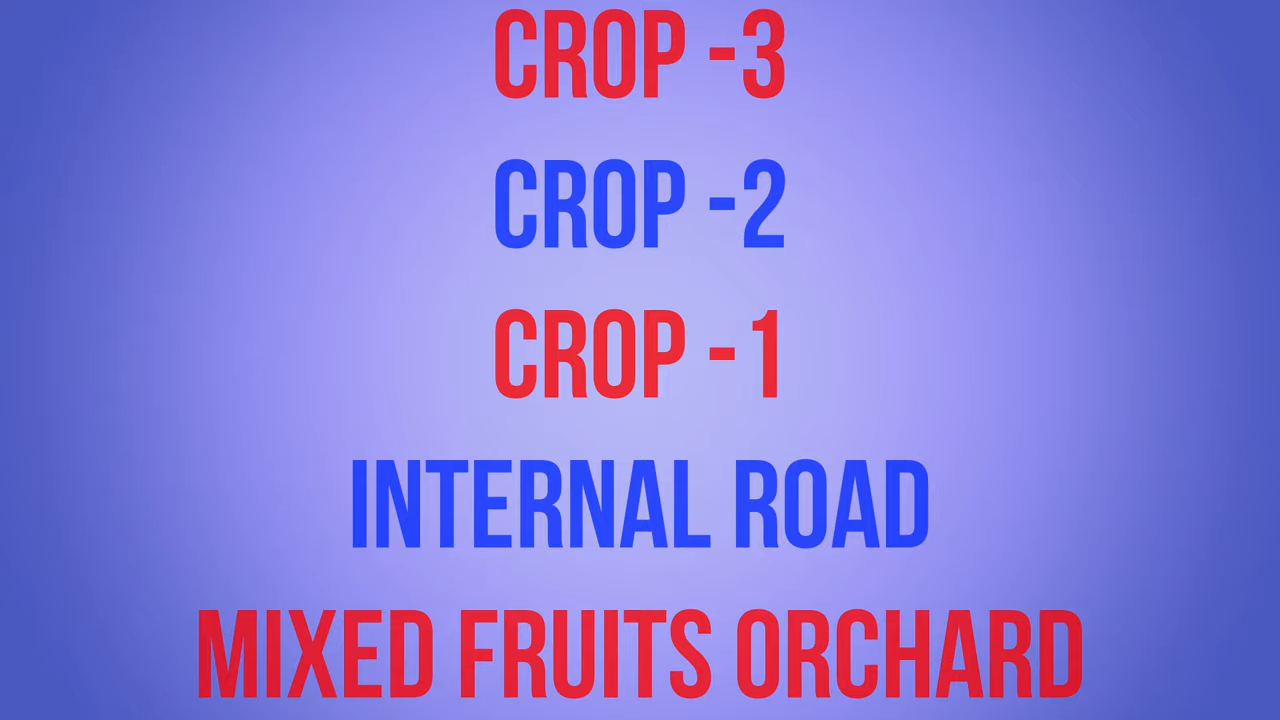 CROP -3
CROP -2
CROP -1
INTERNAL ROAD
MIXED FRUITS ORCHARD